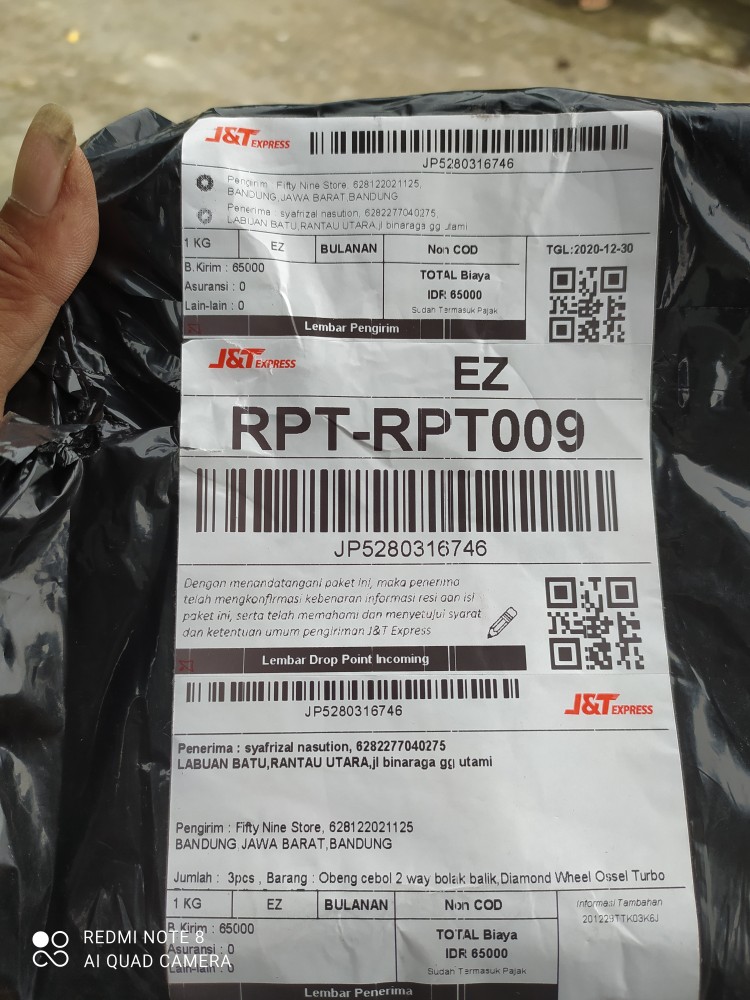 J&T EXPRESS
JP5280316746
Pengirim : Fifty Nine Store, 628122021125,
BANDUNG,JAWA BARAT,BANDUNG
Penerima : syafrizal nasution, 6282277040275,
LABUAN BATU,RANTAU UTARA,jl binaraga gg utami
1 KG EZ BULANAN Non COD TGL:2020-12-30
B.Kirim : 65000
Asuransi : 0
Lain-lain : 0
TOTAL Biaya
IDR 65000
Sudah Termasuk Pajak
Lembar Pengirim
J&T EXPRESS
EZ
RPT-RPT009
JP5280316746
Dengan menandatangani paket ini, maka penerima
telah mengkonfirmasi kebenaran informasi resi dan isi
paket ini, serta telah memahami dan menyetujui syarat
dan ketentuan umum pengiriman J&T Express
Lembar Drop Point Incoming
JP5280316746
J&T EXPRESS
Penerima : syafrizal nasution, 6282277040275
LABUAN BATU,RANTAU UTARA,jl binaraga gg utami
Pengirim : Fifty Nine Store, 628122021125
BANDUNG,JAWA BARAT,BANDUNG
Jumlah : 3pcs , Barang : Obeng cebol 2 way bolak balik,Diamond Wheel Ossel Turbo
1 KG EZ BULANAN Non COD
Informasi Tambahan
B.Kirim : 65000
Asuransi : 0
Lain-lain : 0
TOTAL Biaya
IDR 65000
Sudah Termasuk Pajak
Lembar Penerima
REDMI NOTE 8
AI QUAD CAMERA